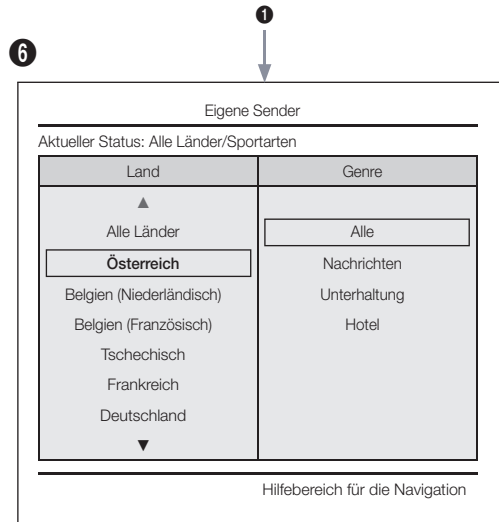 ❶
❻
Eigene Sender
Aktueller Status: Alle Länder/Sportarten
Land Genre
▲
Alle Länder Alle
Österreich Nachrichten
Belgien (Niederländisch) Unterhaltung
Belgien (Französisch) Hotel
Tschechisch
Frankreich
Deutschland
▼
Hilfebereich für die Navigation